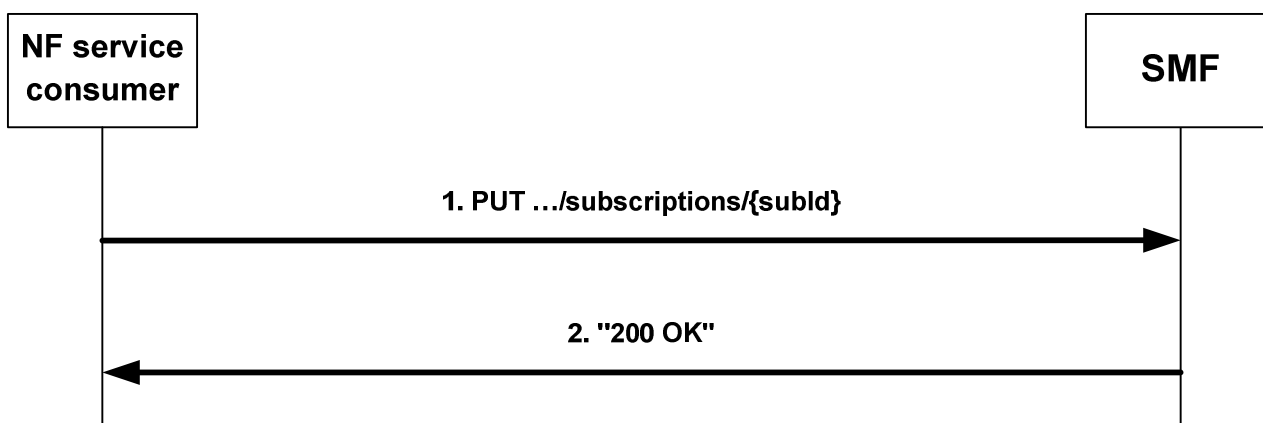 NF service
consumer
SMF
1. PUT …/subscriptions/{subId}
2. "200 OK"